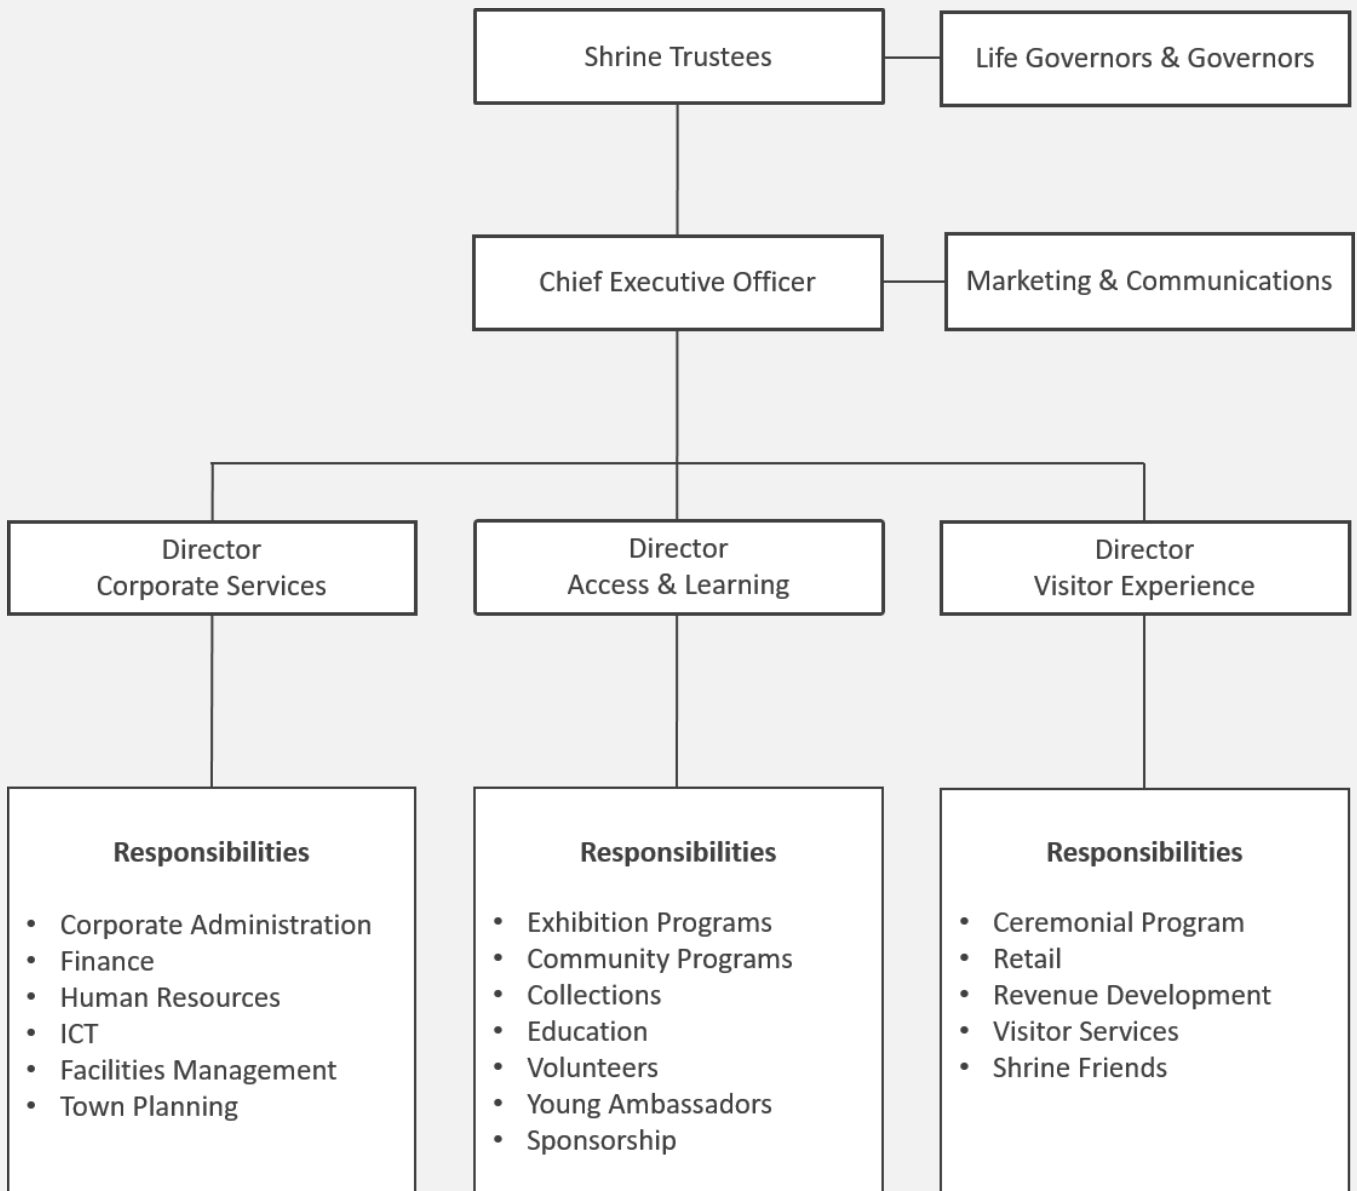 Shrine Trustees
Life Governors & Governors
Chief Executive Officer
Marketing & Communications
Director
Corporate Services
Director
Access & Learning
Director
Visitor Experience
Responsibilities
• Corporate Administration
• Finance
• Human Resources
• ICT
• Facilities Management
• Town Planning
Responsibilities
• Exhibition Programs
• Community Programs
• Collections
• Education
• Volunteers
• Young Ambassadors
• Sponsorship
Responsibilities
• Ceremonial Program
• Retail
• Revenue Development
• Visitor Services
• Shrine Friends